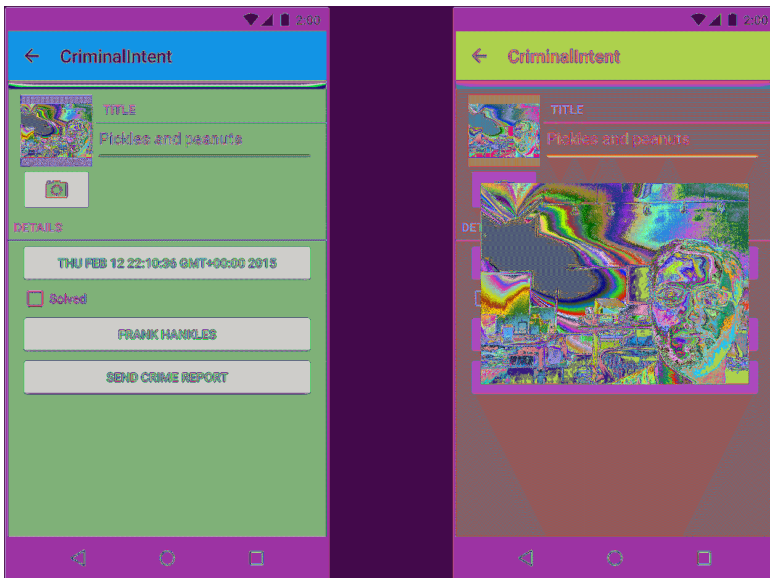 2:00
CriminalIntent
TITLE
Pickles and peanuts
DETAILS
THU FEB 12 22:10:36 GMT+00:00 2015
Solved
FRANK HANKLES
SEND CRIME REPORT
2:00
CriminalIntent
TITLE
Pickles and peanuts
DET